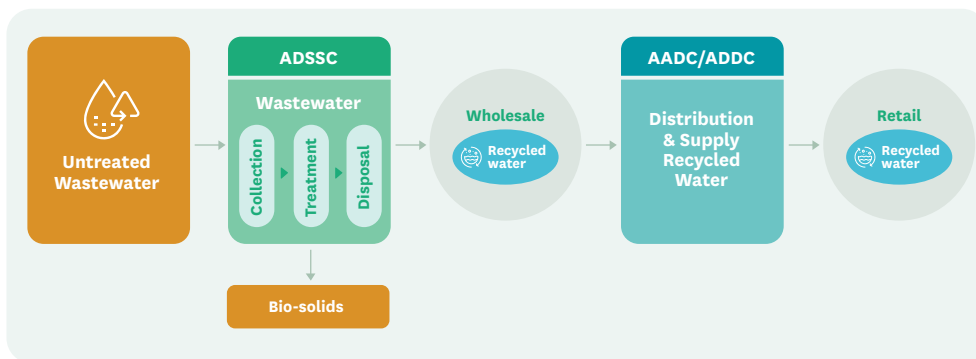 Untreated
Wastewater
ADSSC
Wastewater
Collection
Treatment
Disposal
Bio-solids
Wholesale
Recycled
water
AADC/ADDC
Distribution
& Supply
Recycled
Water
Retail
Recycled
water